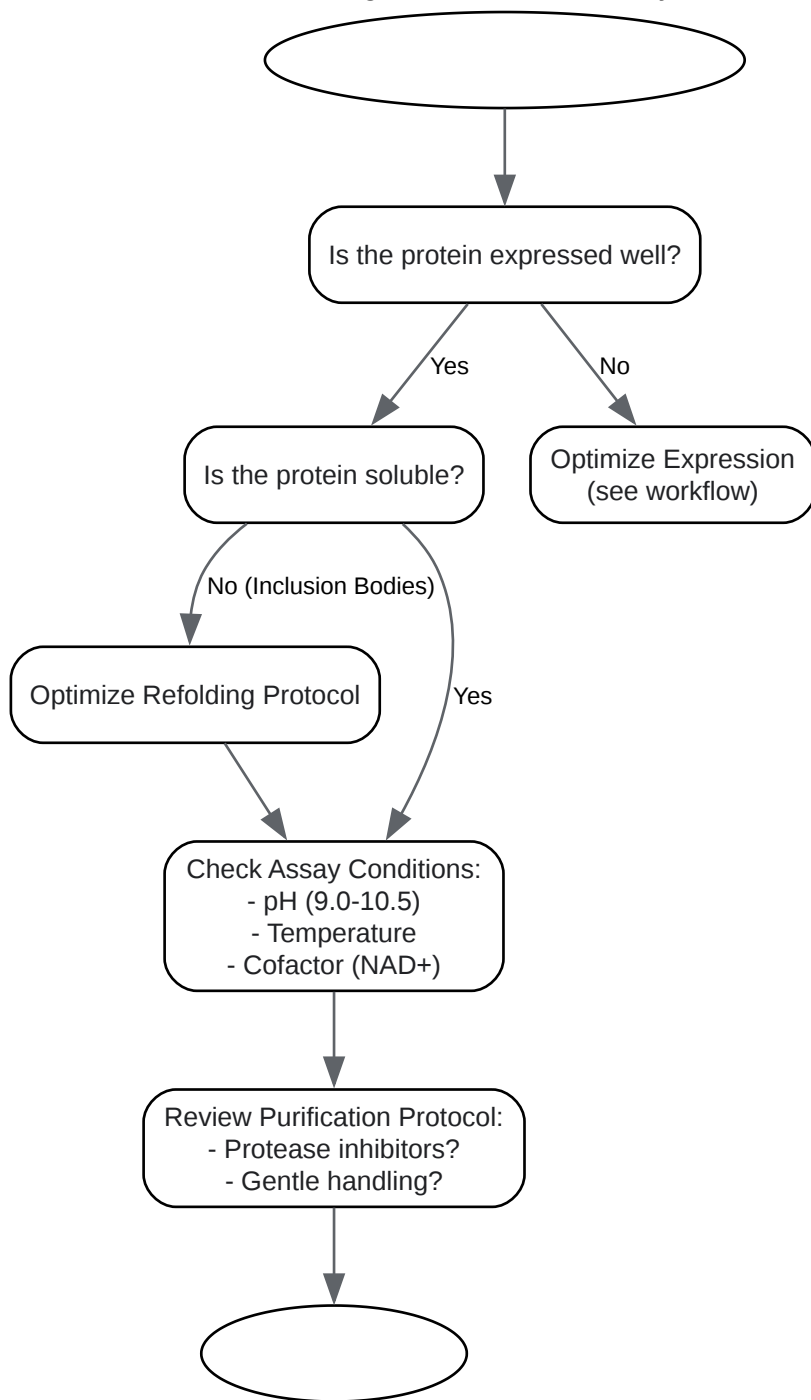 Is the protein expressed well?
Yes
No
Is the protein soluble?
Optimize Expression
(see workflow)
No (Inclusion Bodies)
Optimize Refolding Protocol
Yes
Check Assay Conditions:
- pH (9.0-10.5)
- Temperature
- Cofactor (NAD+)
Review Purification Protocol:
- Protease inhibitors?
- Gentle handling?